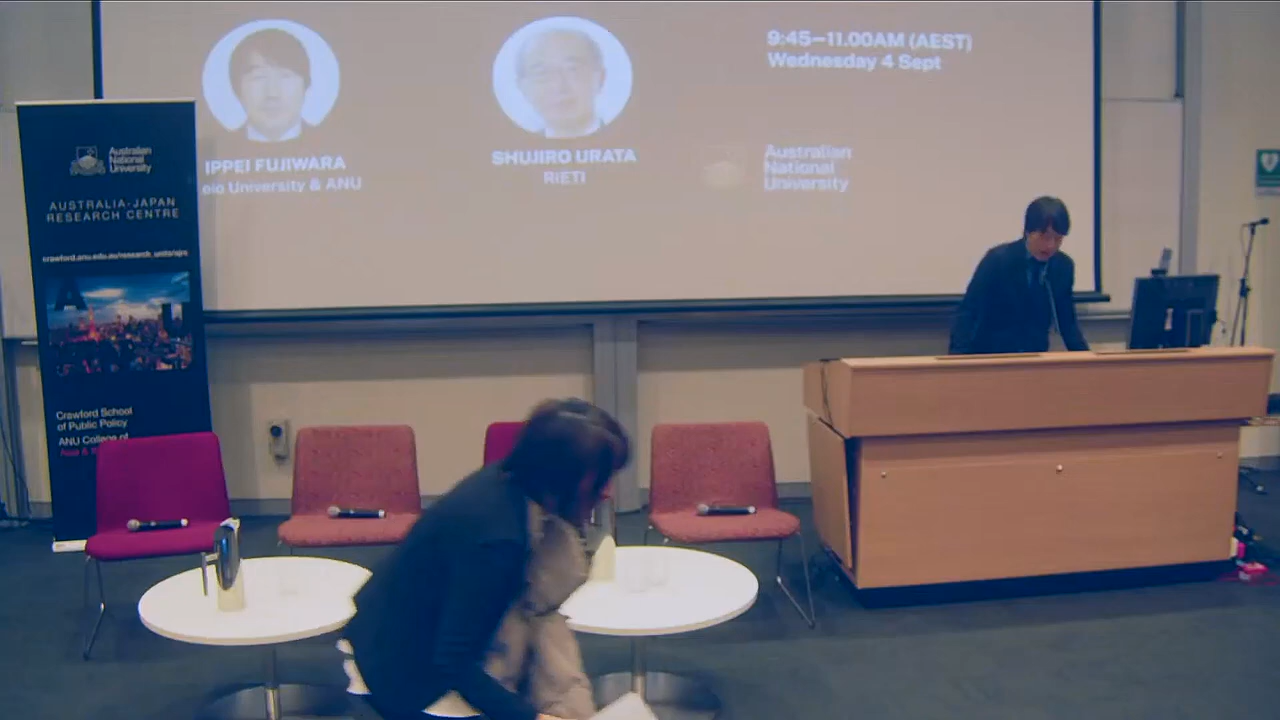 9:45–11.00AM (AEST)
Wednesday 4 Sept
IPPEI FUJIWARA
eio University & ANU
SHUJIRO URATA
RIETI
Australian
National
University
Australian
National
University
AUSTRALIA-JAPAN
RESEARCH CENTRE
crawford.anu.edu.au/research_units/ajrc
Crawford School
of Public Policy
ANU College of
Asia &